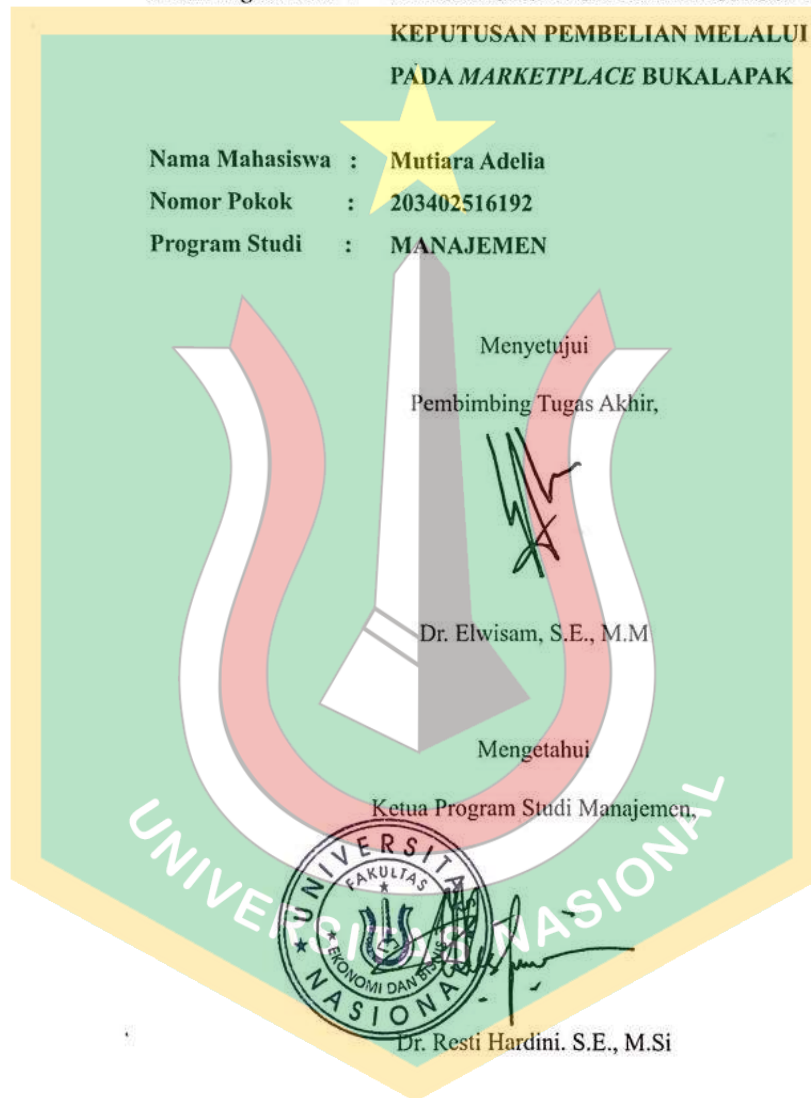 KEPUTUSAN PEMBELIAN MELALUI
PADA MARKETPLACE BUKALAPAK
Nama Mahasiswa : Mutiara Adelia
Nomor Pokok : 203402516192
Program Studi : MANAJEMEN
Menyetujui
Pembimbing Tugas Akhir,
Dr. Elwisam, S.E., M.M
Mengetahui
Ketua Program Studi Manajemen,
UNIVERSITAS NASIONAL
UNIVERSITAS NASIONAL
FAKULTAS
EKONOMI DAN BISNIS
Dr. Resti Hardini. S.E., M.Si